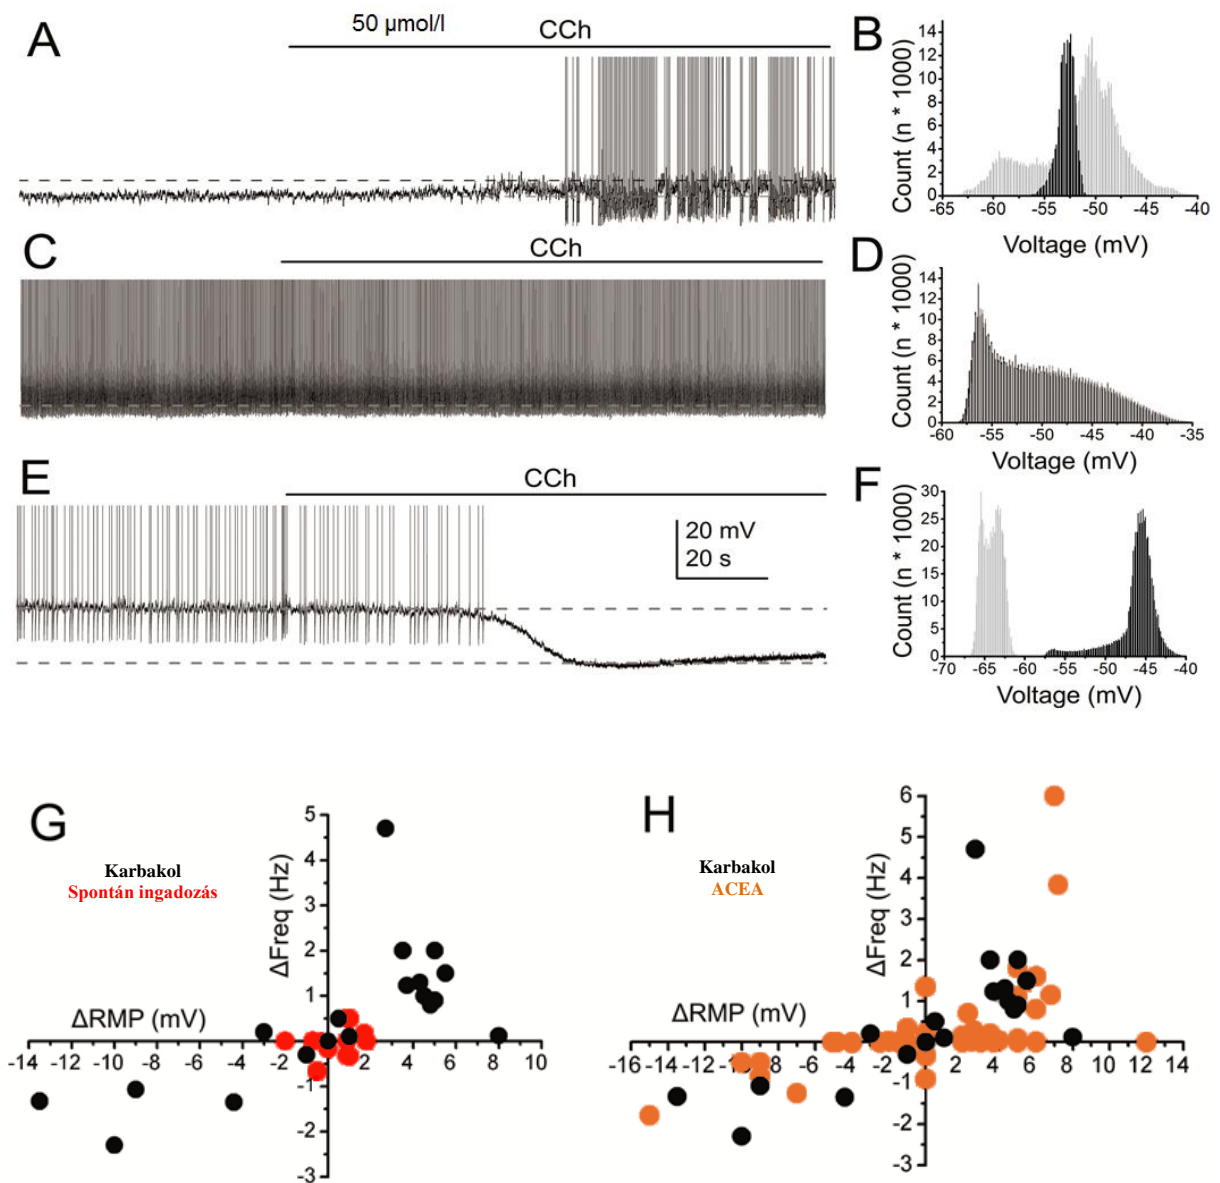 A
50 µmol/l
CCh
B
Count (n * 1000)
14
12
10
8
6
4
2
0
-65 -60 -55 -50 -45 -40
Voltage (mV)
C
CCh
D
Count (n * 1000)
14
12
10
8
6
4
2
0
-60 -55 -50 -45 -40 -35
Voltage (mV)
E
CCh
20 mV
20 s
F
Count (n * 1000)
30
25
20
15
10
5
0
-70 -65 -60 -55 -50 -45 -40
Voltage (mV)
G
Karbakol
Spontán ingadozás
ΔFreq (Hz)
5
4
3
2
1
ΔRMP (mV)
-14 -12 -10 -8 -6 -4 -2 2 4 6 8 10
-1
-2
-3
H
Karbakol
ACEA
ΔFreq (Hz)
6
5
4
3
2
1
ΔRMP (mV)
-16 -14 -12 -10 -8 -6 -4 -2 2 4 6 8 10 12 14
-1
-2
-3